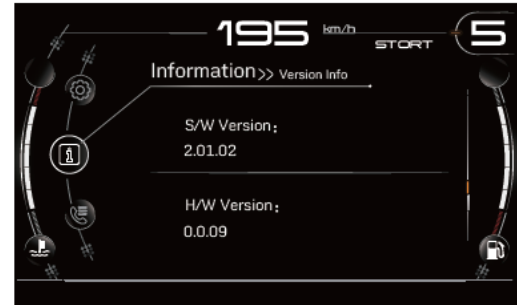 195 km/h
STORT
5
Information>> Version Info
S/W Version:
2.01.02
H/W Version:
0.0.09